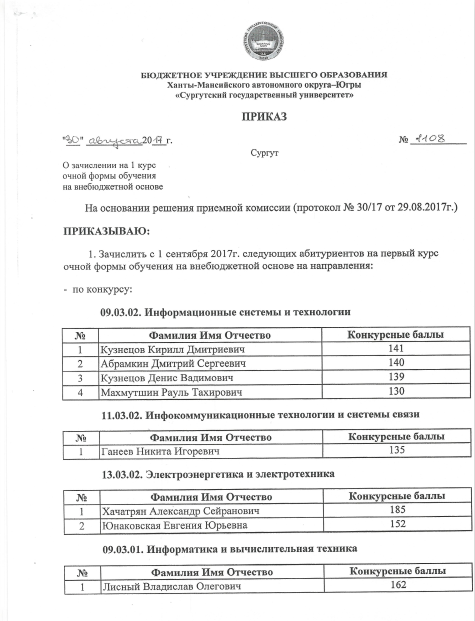 БЮДЖЕТНОЕ УЧРЕЖДЕНИЕ ВЫСШЕГО ОБРАЗОВАНИЯ
Ханты-Мансийского автономного округа–Югры
«Сургутский государственный университет»
ПРИКАЗ
"30" августа 2017 г. № 1108
Сургут
О зачислении на 1 курс
очной формы обучения
на внебюджетной основе
На основании решения приемной комиссии (протокол № 30/17 от 29.08.2017г.)
ПРИКАЗЫВАЮ:
1. Зачислить с 1 сентября 2017г. следующих абитуриентов на первый курс
очной формы обучения на внебюджетной основе на направления:
- по конкурсу:
09.03.02. Информационные системы и технологии
№ Фамилия Имя Отчество Конкурсные баллы
1 Кузнецов Кирилл Дмитриевич 141
2 Абрамкин Дмитрий Сергеевич 140
3 Кузнецов Денис Вадимович 139
4 Махмутшин Рауль Тахирович 130
11.03.02. Инфокоммуникационные технологии и системы связи
№ Фамилия Имя Отчество Конкурсные баллы
1 Ганеев Никита Игоревич 135
13.03.02. Электроэнергетика и электротехника
№ Фамилия Имя Отчество Конкурсные баллы
1 Хачатрян Александр Сейранович 185
2 Юнаковская Евгения Юрьевна 152
09.03.01. Информатика и вычислительная техника
№ Фамилия Имя Отчество Конкурсные баллы
1 Лисный Владислав Олегович 162